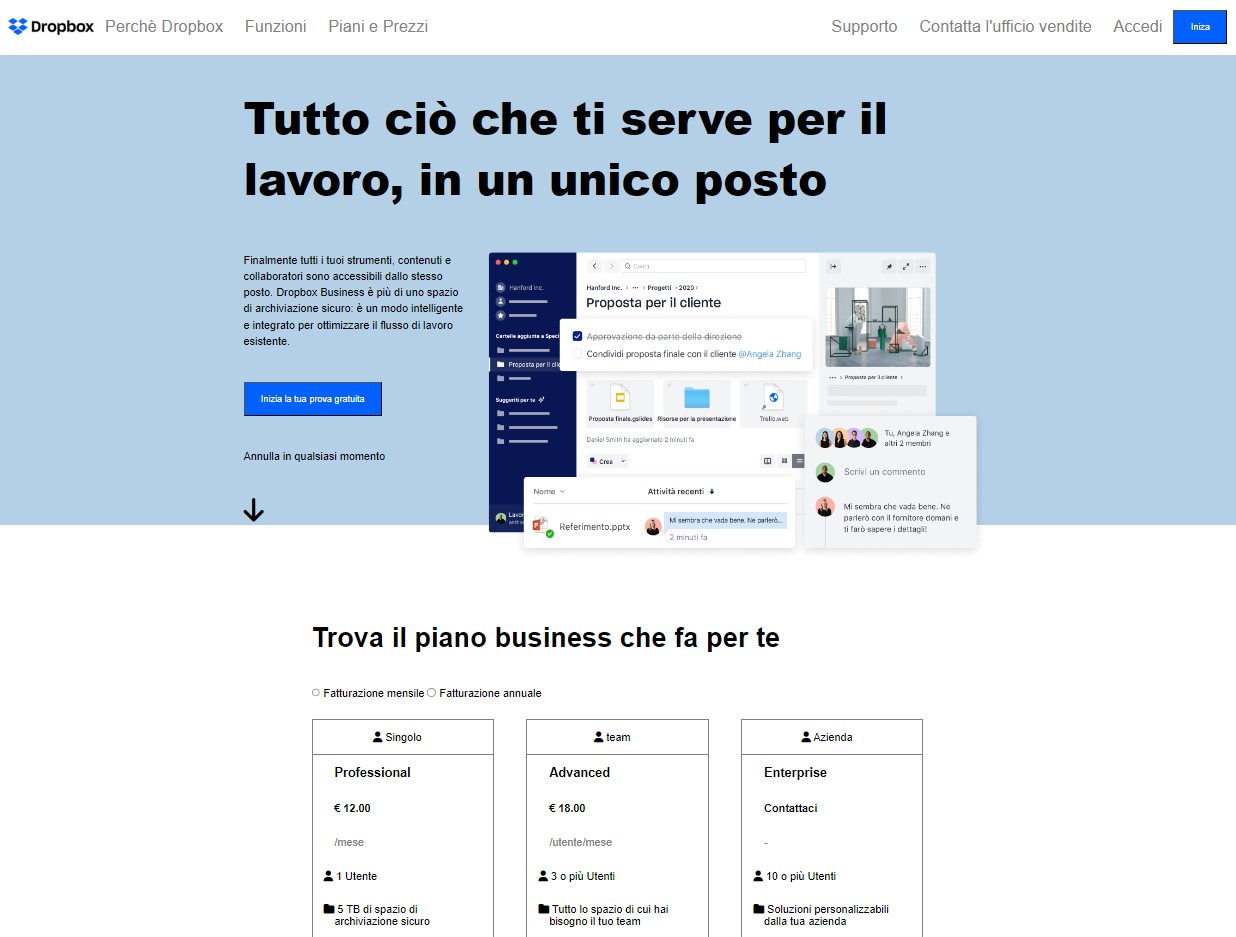 Dropbox Perchè Dropbox Funzioni Piani e Prezzi Supporto Contatta l'ufficio vendite Accedi Iniza
Tutto ciò che ti serve per il
lavoro, in un unico posto
Finalmente tutti i tuoi strumenti, contenuti e
collaboratori sono accessibili dallo stesso
posto. Dropbox Business è più di uno spazio
di archiviazione sicuro: è un modo intelligente
e integrato per ottimizzare il flusso di lavoro
esistente.
Inizia la tua prova gratuita
Annulla in qualsiasi momento
Hanford Inc.
Cartelle aggiunte a Speci
Proposta per il clie
Suggeriti per te
Lavor
Cerca
Hanford Inc. › ··· › Progetti › 2020 ›
Proposta per il cliente
Approvazione da parte della direzione
Condividi proposta finale con il cliente @Angela Zhang
Proposta finale.gslides Risorse per la presentazione Trello.web
Daniel Smith ha aggiornato 2 minuti fa
Crea
Nome Attività recenti
Referimento.pptx
Mi sembra che vada bene. Ne parlerò...
2 minuti fa
··· › Proposta per il cliente ›
Tu, Angela Zhang e
altri 2 membri
Scrivi un commento
Mi sembra che vada bene. Ne
parlerò con il fornitore domani e
ti farò sapere i dettagli!
Trova il piano business che fa per te
Fatturazione mensile Fatturazione annuale
Singolo
Professional
€ 12.00
/mese
1 Utente
5 TB di spazio di
archiviazione sicuro
team
Advanced
€ 18.00
/utente/mese
3 o più Utenti
Tutto lo spazio di cui hai
bisogno il tuo team
Azienda
Enterprise
Contattaci
-
10 o più Utenti
Soluzioni personalizzabili
dalla tua azienda